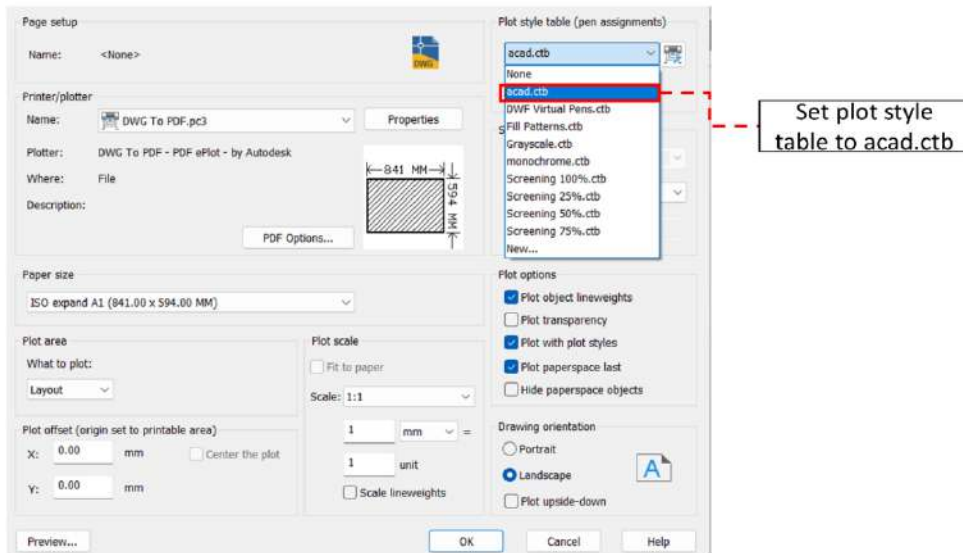 Page setup
Name: <None>
DWG
Printer/plotter
Name: DWG To PDF.pc3
Properties
Plotter: DWG To PDF - PDF ePlot - by Autodesk
Where: File
Description:
841 MM
594 MM
PDF Options...
Paper size
ISO expand A1 (841.00 x 594.00 MM)
Plot area
What to plot:
Layout
Plot offset (origin set to printable area)
X: 0.00 mm
Center the plot
Y: 0.00 mm
Plot scale
Fit to paper
Scale: 1:1
1 mm =
1 unit
Scale lineweights
Plot style table (pen assignments)
acad.ctb
None
acad.ctb
DWF Virtual Pens.ctb
Fill Patterns.ctb
Grayscale.ctb
monochrome.ctb
Screening 100%.ctb
Screening 25%.ctb
Screening 50%.ctb
Screening 75%.ctb
New...
Plot options
Plot object lineweights
Plot transparency
Plot with plot styles
Plot paperspace last
Hide paperspace objects
Drawing orientation
Portrait
Landscape
A
Plot upside-down
Preview...
OK
Cancel
Help
Set plot style
table to acad.ctb